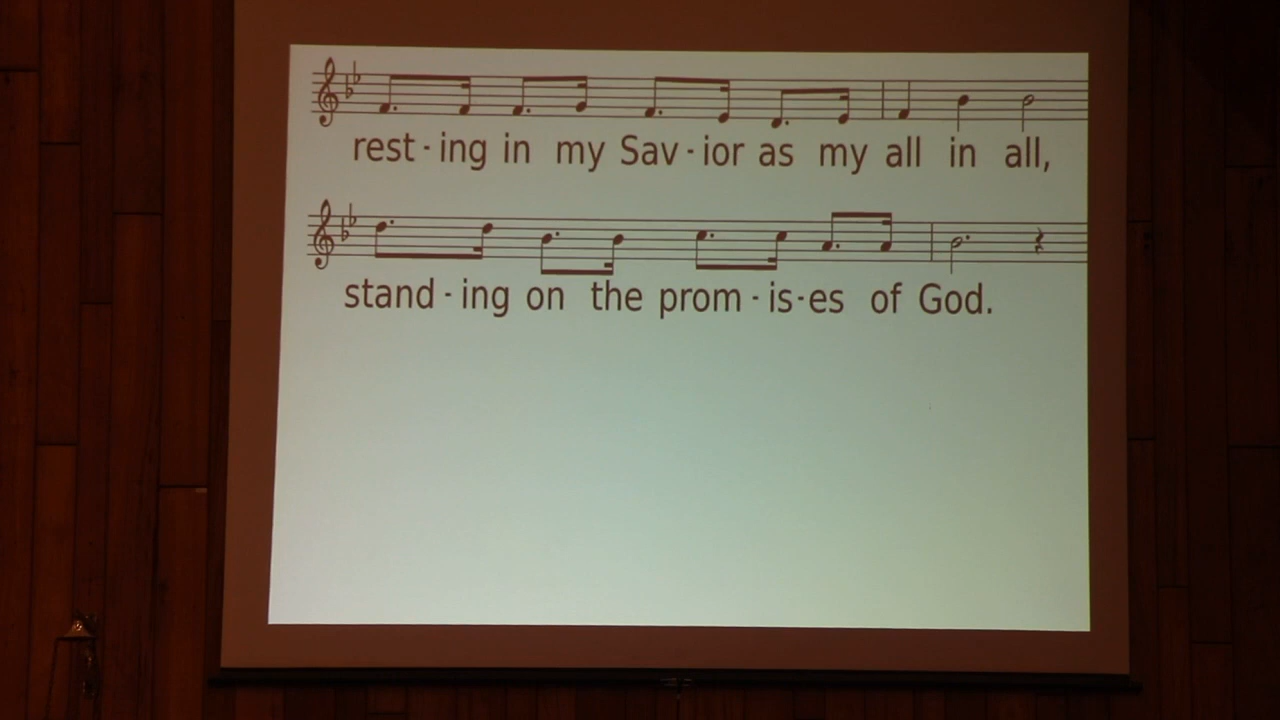 rest - ing in my Sav - ior as my all in all,
stand - ing on the prom - is - es of God.